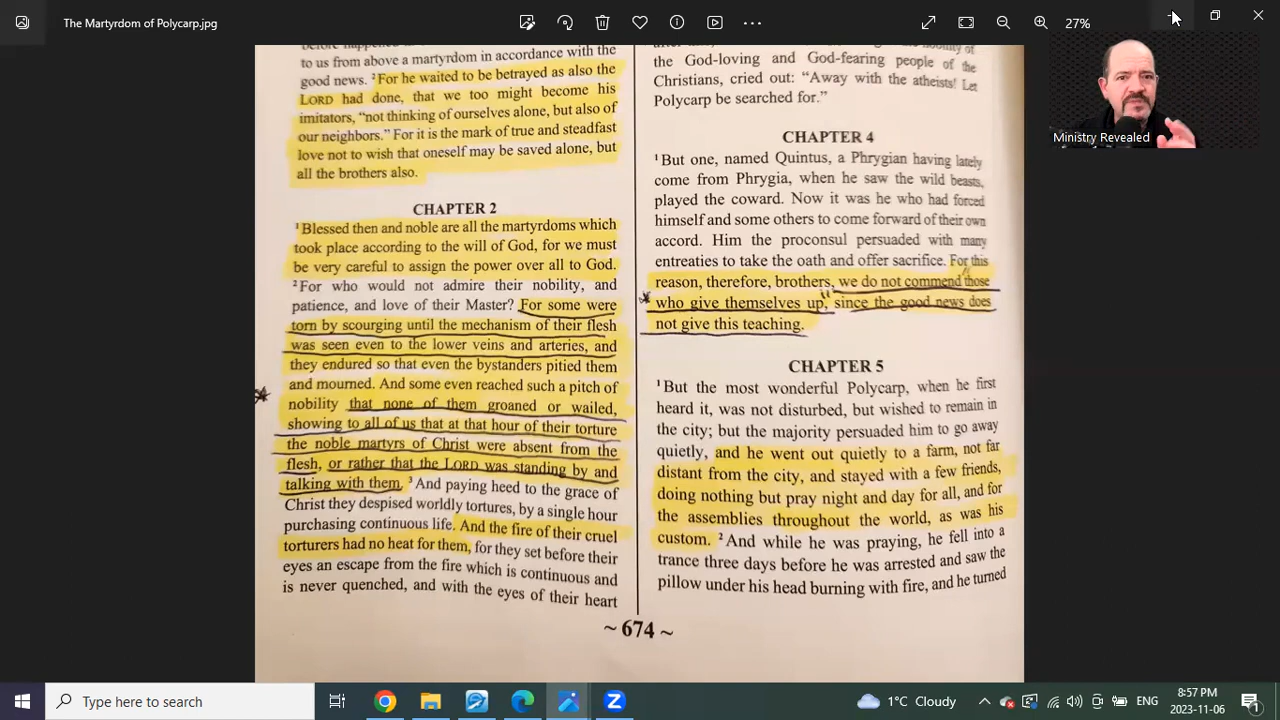 The Martyrdom of Polycarp.jpg
27%
to us from above a martyrdom in accordance with the
good news. ²For he waited to be betrayed as also the
LORD had done, that we too might become his
imitators, “not thinking of ourselves alone, but also of
our neighbors.” For it is the mark of true and steadfast
love not to wish that oneself may be saved alone, but
all the brothers also.
CHAPTER 2
¹Blessed then and noble are all the martyrdoms which
took place according to the will of God, for we must
be very careful to assign the power over all to God.
²For who would not admire their nobility, and
patience, and love of their Master? For some were
torn by scourging until the mechanism of their flesh
was seen even to the lower veins and arteries, and
they endured so that even the bystanders pitied them
and mourned. And some even reached such a pitch of
nobility that none of them groaned or wailed,
showing to all of us that at that hour of their torture
the noble martyrs of Christ were absent from the
flesh, or rather that the LORD was standing by and
talking with them. ³And paying heed to the grace of
Christ they despised worldly tortures, by a single hour
purchasing continuous life. And the fire of their cruel
torturers had no heat for them, for they set before their
eyes an escape from the fire which is continuous and
is never quenched, and with the eyes of their heart
the God-loving and God-fearing people of the
Christians, cried out: “Away with the atheists! Let
Polycarp be searched for.”
CHAPTER 4
¹But one, named Quintus, a Phrygian having lately
come from Phrygia, when he saw the wild beasts,
played the coward. Now it was he who had forced
himself and some others to come forward of their own
accord. Him the proconsul persuaded with many
entreaties to take the oath and offer sacrifice. For this
reason, therefore, brothers, we do not commend those
who give themselves up, since the good news does
not give this teaching.
CHAPTER 5
¹But the most wonderful Polycarp, when he first
heard it, was not disturbed, but wished to remain in
the city; but the majority persuaded him to go away
quietly, and he went out quietly to a farm, not far
distant from the city, and stayed with a few friends,
doing nothing but pray night and day for all, and for
the assemblies throughout the world, as was his
custom. ²And while he was praying, he fell into a
trance three days before he was arrested and saw the
pillow under his head burning with fire, and he turned
~ 674 ~
Ministry Revealed
Type here to search
1°C Cloudy
ENG
8:57 PM
2023-11-06